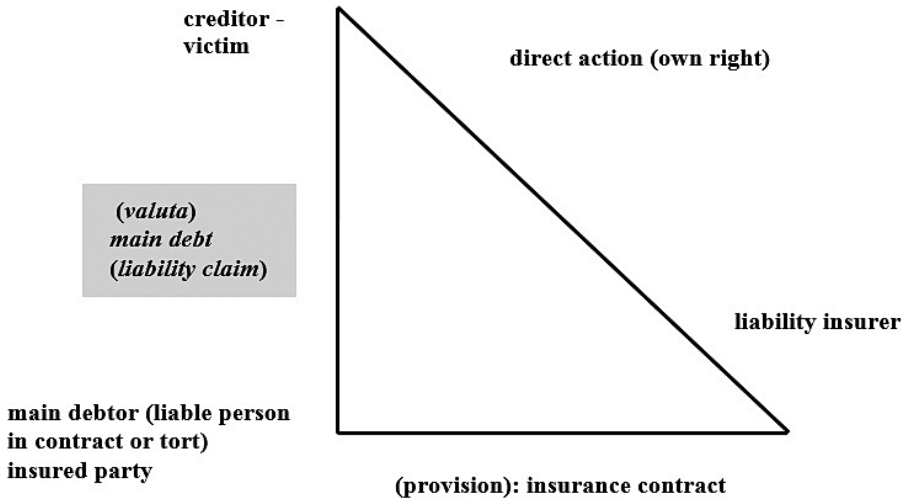 creditor -
victim
direct action (own right)
(valuta)
main debt
(liability claim)
liability insurer
main debtor (liable person
in contract or tort)
insured party
(provision): insurance contract